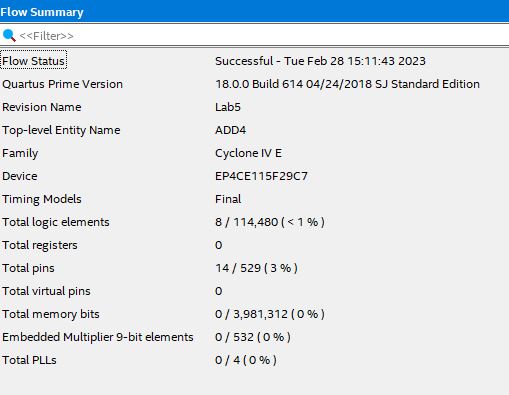 Flow Summary
<<Filter>>
Flow Status Successful - Tue Feb 28 15:11:43 2023
Quartus Prime Version 18.0.0 Build 614 04/24/2018 SJ Standard Edition
Revision Name Lab5
Top-level Entity Name ADD4
Family Cyclone IV E
Device EP4CE115F29C7
Timing Models Final
Total logic elements 8 / 114,480 ( < 1 % )
Total registers 0
Total pins 14 / 529 ( 3 % )
Total virtual pins 0
Total memory bits 0 / 3,981,312 ( 0 % )
Embedded Multiplier 9-bit elements 0 / 532 ( 0 % )
Total PLLs 0 / 4 ( 0 % )